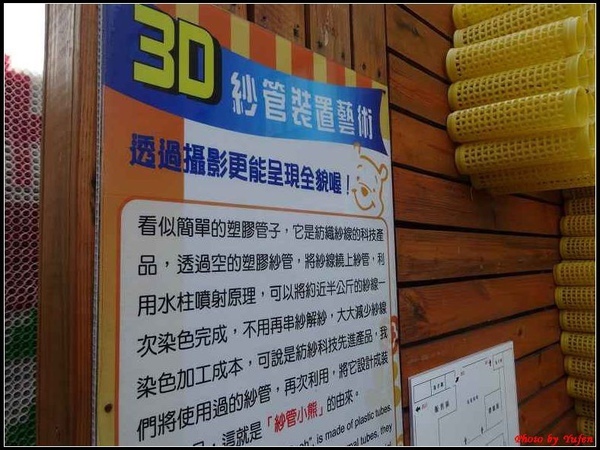 3D
紗管裝置藝術
透過攝影更能呈現全貌喔！
看似簡單的塑膠管子，它是紡織紗線的科技產
品，透過空的塑膠紗管，將紗線繞上紗管，利
用水柱噴射原理，可以將約近半公斤的紗線一
次染色完成，不用再串紗解紗，大大減少紗線
染色加工成本，可說是紡紗科技先進產品，我
們將使用過的紗管，再次利用，將它設計成裝
品，這就是「紗管小熊」的由來。
is made of plastic tubes.
tubes, they
Photo by Yufen